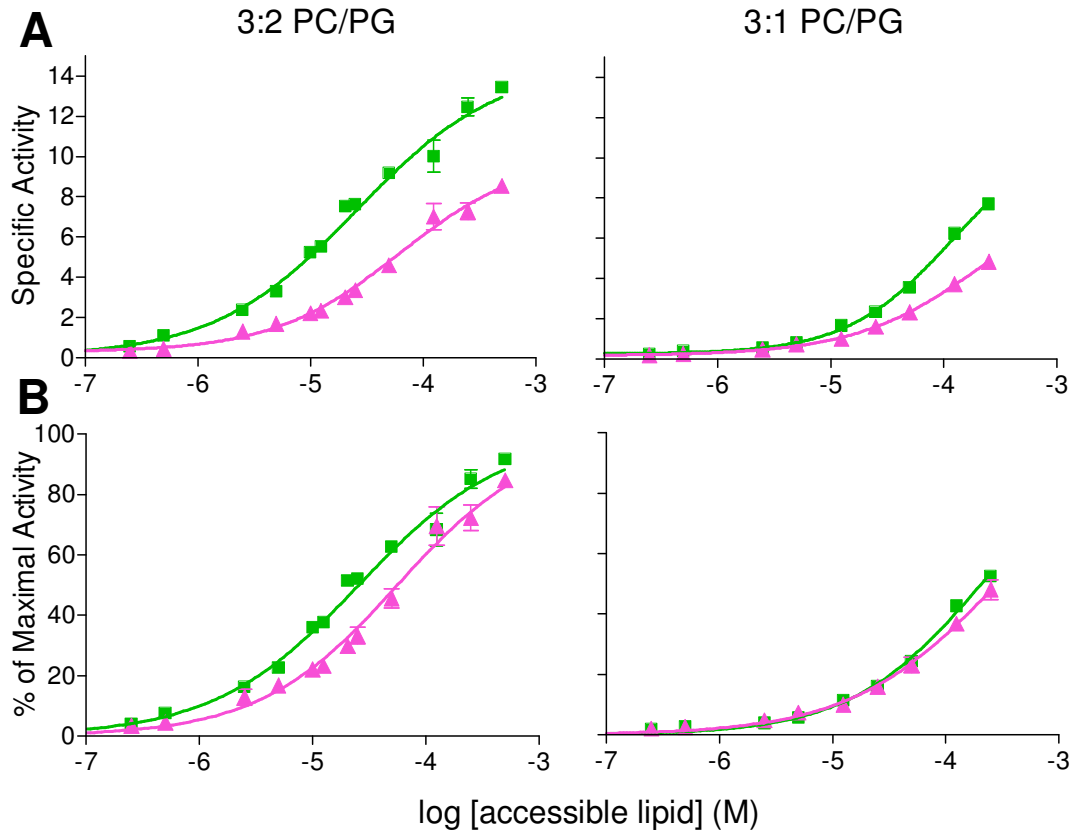 A
3:2 PC/PG
3:1 PC/PG
Specific Activity
14
12
10
8
6
4
2
0
-7 -6 -5 -4 -3
-7 -6 -5 -4 -3
B
% of Maximal Activity
100
80
60
40
20
0
-7 -6 -5 -4 -3
-7 -6 -5 -4 -3
log [accessible lipid] (M)